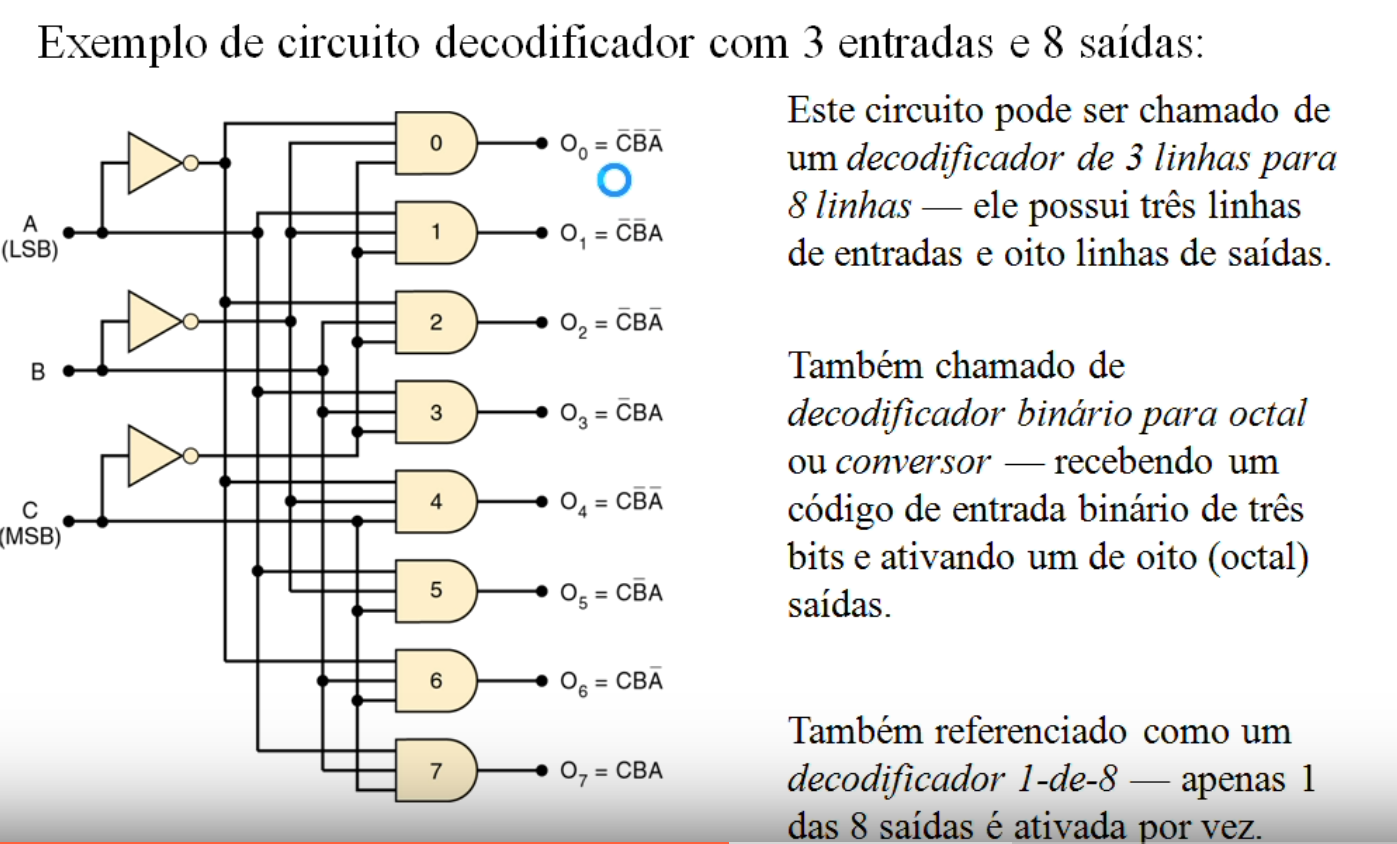 Exemplo de circuito decodificador com 3 entradas e 8 saídas:
A
(LSB)
B
C
(MSB)
0
O₀ = C̅B̅A̅
1
O₁ = C̅B̅A
2
O₂ = C̅BA̅
3
O₃ = C̅BA
4
O₄ = CB̅A̅
5
O₅ = CB̅A
6
O₆ = CBA̅
7
O₇ = CBA
Este circuito pode ser chamado de
um decodificador de 3 linhas para
8 linhas — ele possui três linhas
de entradas e oito linhas de saídas.
Também chamado de
decodificador binário para octal
ou conversor — recebendo um
código de entrada binário de três
bits e ativando um de oito (octal)
saídas.
Também referenciado como um
decodificador 1-de-8 — apenas 1
das 8 saídas é ativada por vez.